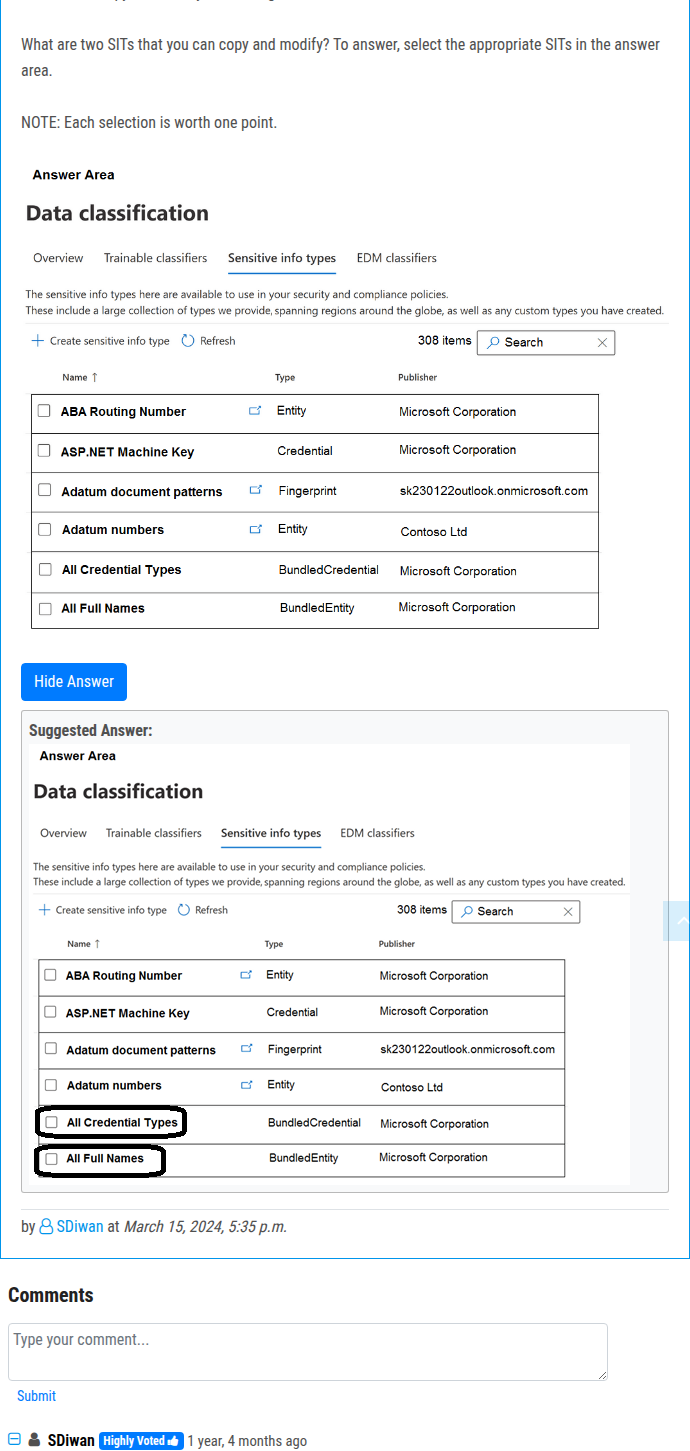 What are two SITs that you can copy and modify? To answer, select the appropriate SITs in the answer
area.
NOTE: Each selection is worth one point.
Answer Area
Data classification
Overview Trainable classifiers Sensitive info types EDM classifiers
The sensitive info types here are available to use in your security and compliance policies.
These include a large collection of types we provide, spanning regions around the globe, as well as any custom types you have created.
+ Create sensitive info type Refresh 308 items Search ×
Name ↑ Type Publisher
ABA Routing Number Entity Microsoft Corporation
ASP.NET Machine Key Credential Microsoft Corporation
Adatum document patterns Fingerprint sk230122outlook.onmicrosoft.com
Adatum numbers Entity Contoso Ltd
All Credential Types BundledCredential Microsoft Corporation
All Full Names BundledEntity Microsoft Corporation
Hide Answer
Suggested Answer:
Answer Area
Data classification
Overview Trainable classifiers Sensitive info types EDM classifiers
The sensitive info types here are available to use in your security and compliance policies.
These include a large collection of types we provide, spanning regions around the globe, as well as any custom types you have created.
+ Create sensitive info type Refresh 308 items Search ×
Name ↑ Type Publisher
ABA Routing Number Entity Microsoft Corporation
ASP.NET Machine Key Credential Microsoft Corporation
Adatum document patterns Fingerprint sk230122outlook.onmicrosoft.com
Adatum numbers Entity Contoso Ltd
All Credential Types BundledCredential Microsoft Corporation
All Full Names BundledEntity Microsoft Corporation
by SDiwan at March 15, 2024, 5:35 p.m.
Comments
Type your comment...
Submit
SDiwan Highly Voted 1 year, 4 months ago